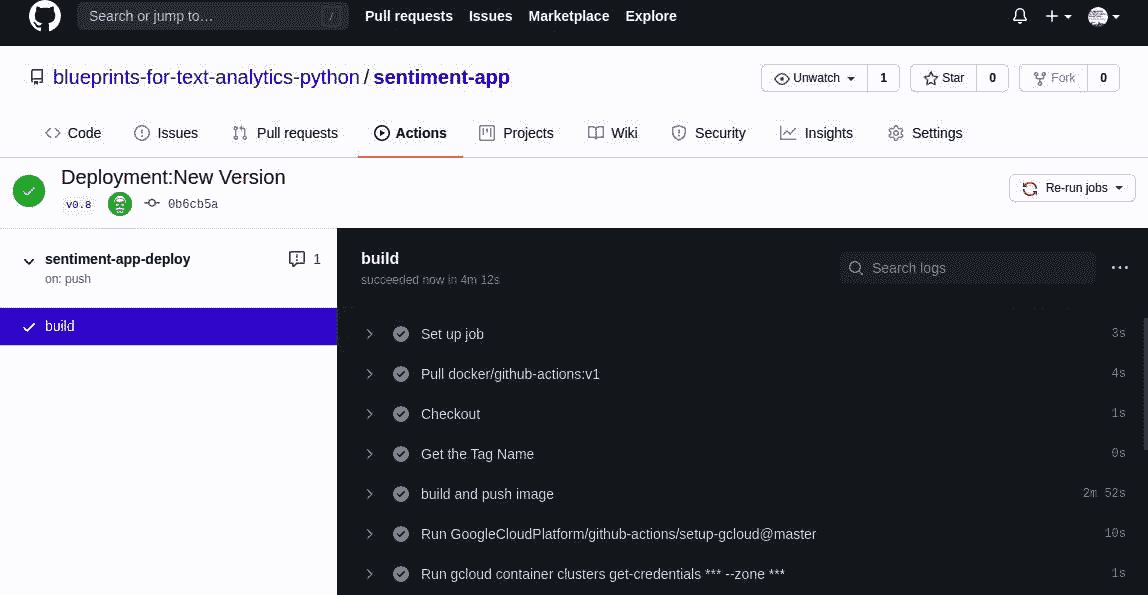 Search or jump to… / Pull requests Issues Marketplace Explore
blueprints-for-text-analytics-python / sentiment-app Unwatch 1 Star 0 Fork 0
Code Issues Pull requests Actions Projects Wiki Security Insights Settings
Deployment:New Version
v0.8 0b6cb5a
Re-run jobs
sentiment-app-deploy 1
on: push
build
build
succeeded now in 4m 12s
Search logs
Set up job 3s
Pull docker/github-actions:v1 4s
Checkout 1s
Get the Tag Name 0s
build and push image 2m 52s
Run GoogleCloudPlatform/github-actions/setup-gcloud@master 10s
Run gcloud container clusters get-credentials *** --zone *** 1s